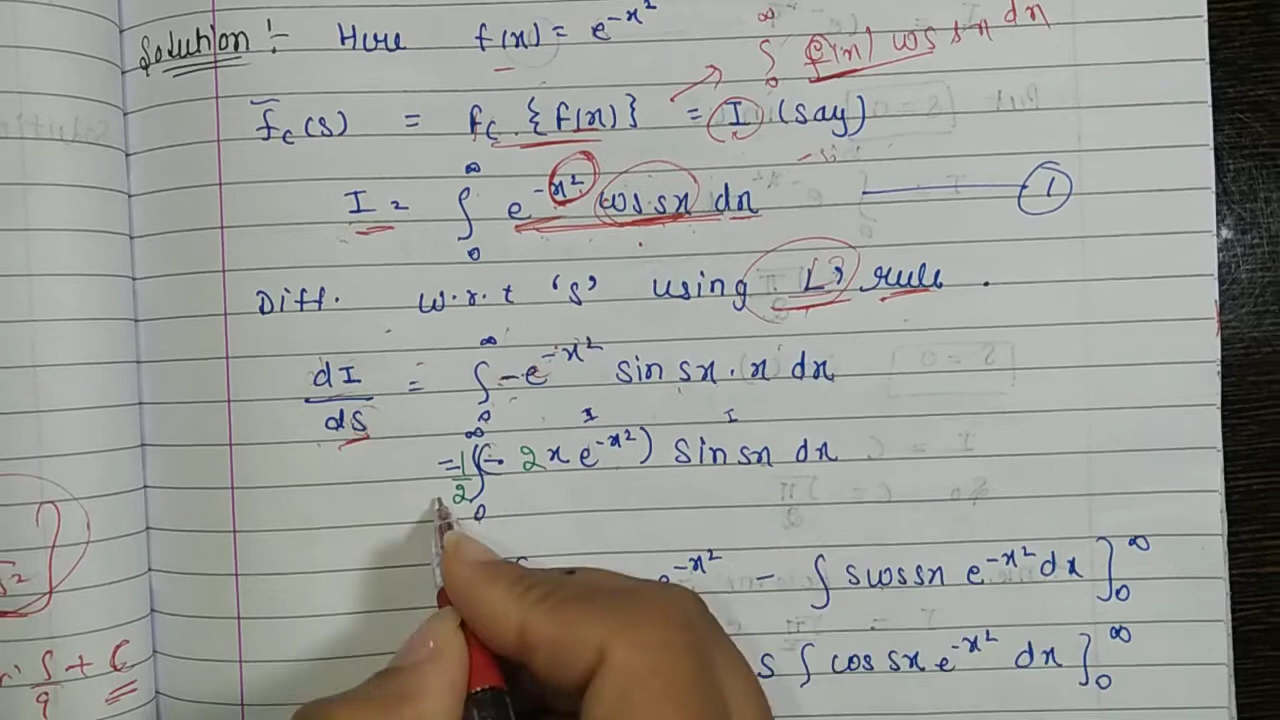 Solution :- Here f(x) = e^{-x^2}
∫_0^∞ f(x) cos sx dx
f̄_c(s) = f_c {f(x)} = I (say)
I = ∫_0^∞ e^{-x^2} cos sx dx ——— ①
Diff. w.r.t 's' using L? rule.
dI/ds = ∫_0^∞ -e^{-x^2} sin sx . x dx
= 1/2 ∫_0^∞ (-2x e^{-x^2}) sin sx dx
e^{-x^2} - ∫ s cos sx e^{-x^2} dx ]_0^∞
s ∫ cos sx e^{-x^2} dx }_0^∞